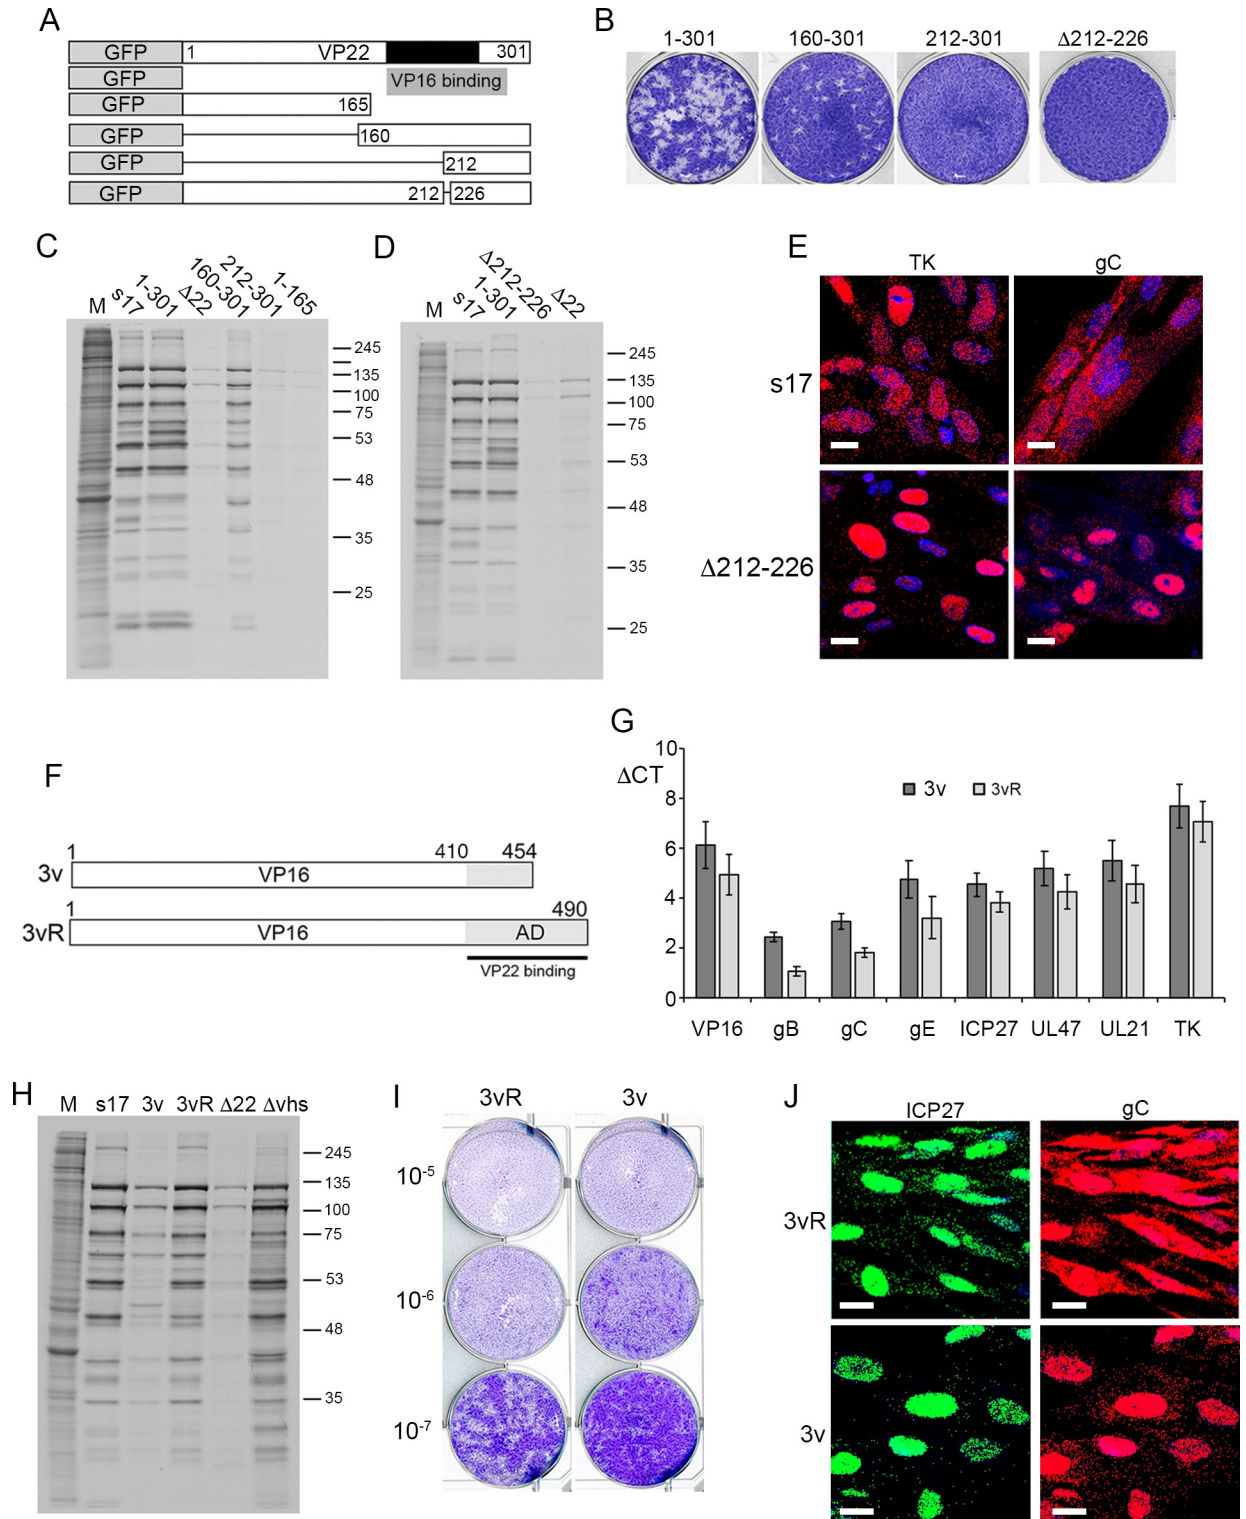 A
GFP 1 VP22 301
GFP VP16 binding
GFP 165
GFP 160
GFP 212
GFP 212 226
B
1-301 160-301 212-301 Δ212-226
C
M s17 1-301 Δ22 160-301 212-301 1-165
245
135
100
75
53
48
35
25
D
M s17 1-301 Δ212-226 Δ22
245
135
100
75
53
48
35
25
E
TK gC
s17
Δ212-226
F
1 410 454
3v VP16
1 490
3vR VP16 AD
VP22 binding
G
ΔCT
10
8
6
4
2
0
3v 3vR
VP16 gB gC gE ICP27 UL47 UL21 TK
H
M s17 3v 3vR Δ22 Δvhs
245
135
100
75
53
48
35
I
3vR 3v
10-5
10-6
10-7
J
ICP27 gC
3vR
3v